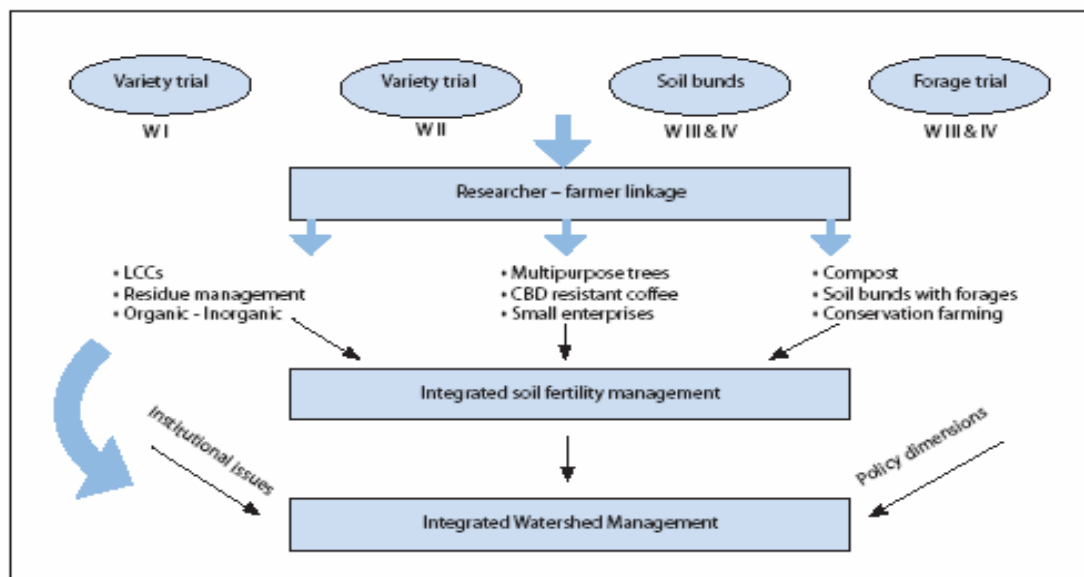 Variety trial
Variety trial
Soil bunds
Forage trial
W I
W II
W III & IV
W III & IV
Researcher – farmer linkage
• LCCs
• Residue management
• Organic - Inorganic
• Multipurpose trees
• CBD resistant coffee
• Small enterprises
• Compost
• Soil bunds with forages
• Conservation farming
Integrated soil fertility management
Institutional issues
Policy dimensions
Integrated Watershed Management